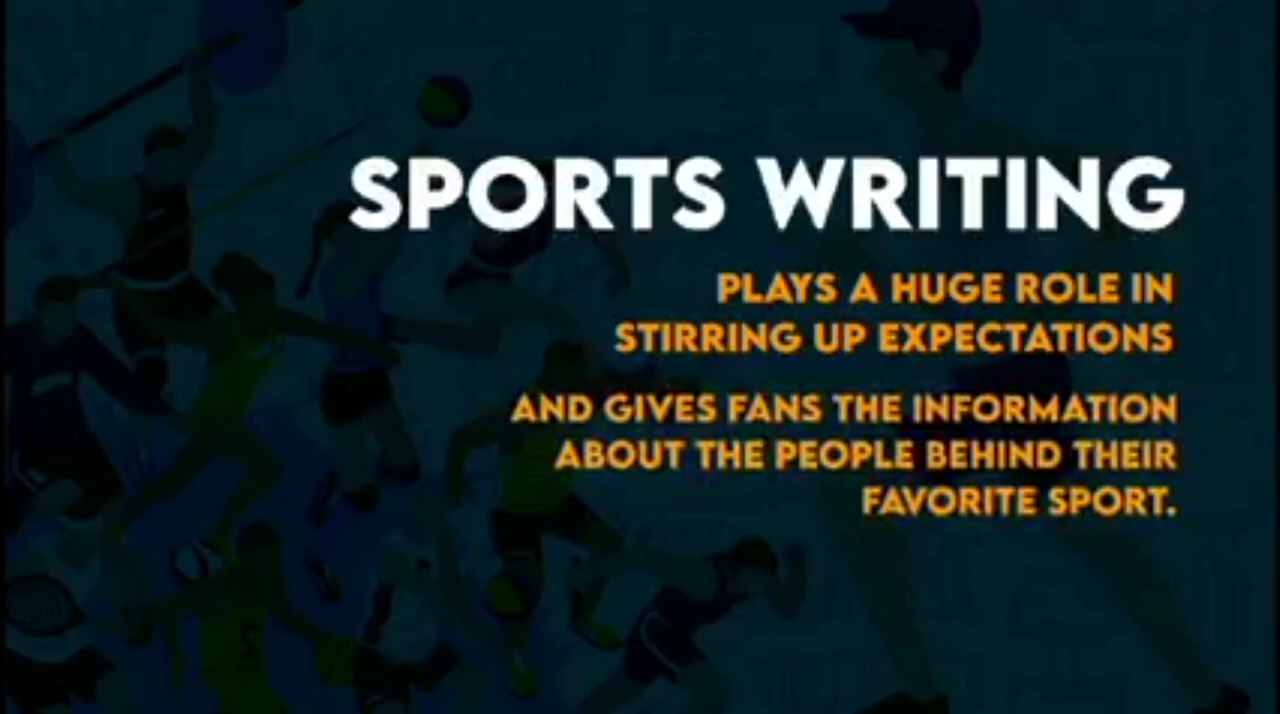 SPORTS WRITING
PLAYS A HUGE ROLE IN
STIRRING UP EXPECTATIONS
AND GIVES FANS THE INFORMATION
ABOUT THE PEOPLE BEHIND THEIR
FAVORITE SPORT.
2